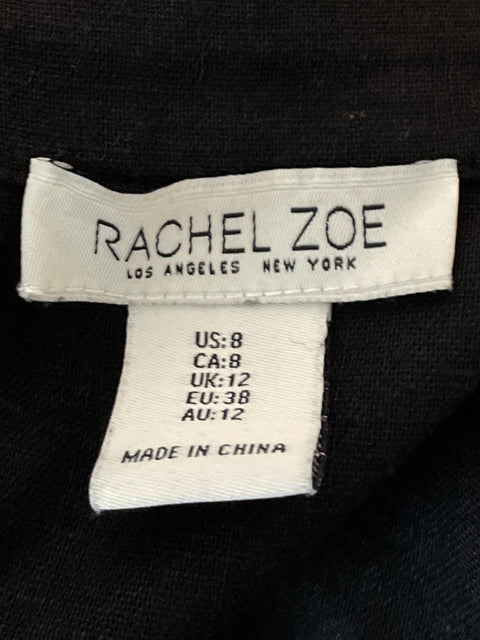 RACHEL ZOE
LOS ANGELES NEW YORK
US: 8
CA: 8
UK: 12
EU: 38
AU: 12
MADE IN CHINA